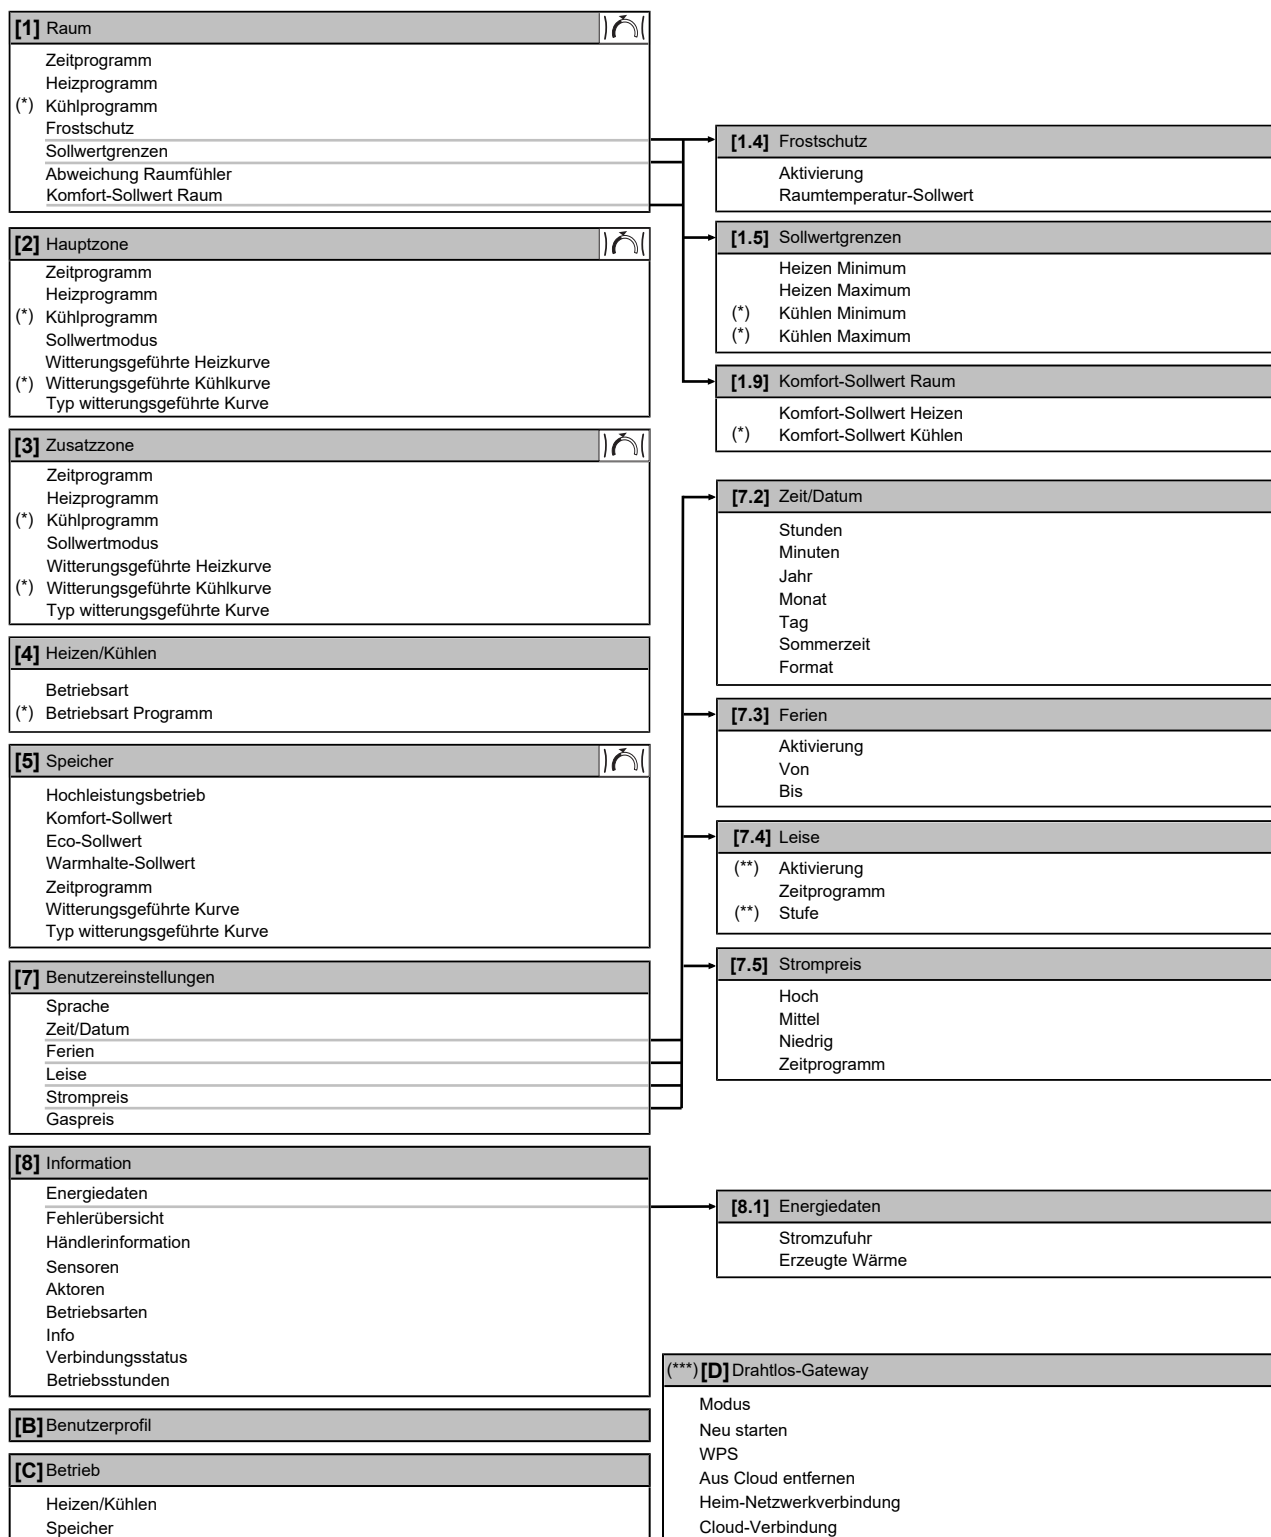 [1] Raum
Zeitprogramm
Heizprogramm
(*) Kühlprogramm
Frostschutz
Sollwertgrenzen
Abweichung Raumfühler
Komfort-Sollwert Raum
[2] Hauptzone
Zeitprogramm
Heizprogramm
(*) Kühlprogramm
Sollwertmodus
Witterungsgeführte Heizkurve
(*) Witterungsgeführte Kühlkurve
Typ witterungsgeführte Kurve
[3] Zusatzzone
Zeitprogramm
Heizprogramm
(*) Kühlprogramm
Sollwertmodus
Witterungsgeführte Heizkurve
(*) Witterungsgeführte Kühlkurve
Typ witterungsgeführte Kurve
[4] Heizen/Kühlen
Betriebsart
(*) Betriebsart Programm
[5] Speicher
Hochleistungsbetrieb
Komfort-Sollwert
Eco-Sollwert
Warmhalte-Sollwert
Zeitprogramm
Witterungsgeführte Kurve
Typ witterungsgeführte Kurve
[7] Benutzereinstellungen
Sprache
Zeit/Datum
Ferien
Leise
Strompreis
Gaspreis
[8] Information
Energiedaten
Fehlerübersicht
Händlerinformation
Sensoren
Aktoren
Betriebsarten
Info
Verbindungsstatus
Betriebsstunden
[B] Benutzerprofil
[C] Betrieb
Heizen/Kühlen
Speicher
[1.4] Frostschutz
Aktivierung
Raumtemperatur-Sollwert
[1.5] Sollwertgrenzen
Heizen Minimum
Heizen Maximum
(*) Kühlen Minimum
(*) Kühlen Maximum
[1.9] Komfort-Sollwert Raum
Komfort-Sollwert Heizen
(*) Komfort-Sollwert Kühlen
[7.2] Zeit/Datum
Stunden
Minuten
Jahr
Monat
Tag
Sommerzeit
Format
[7.3] Ferien
Aktivierung
Von
Bis
[7.4] Leise
(**) Aktivierung
Zeitprogramm
(**) Stufe
[7.5] Strompreis
Hoch
Mittel
Niedrig
Zeitprogramm
[8.1] Energiedaten
Stromzufuhr
Erzeugte Wärme
(***) [D] Drahtlos-Gateway
Modus
Neu starten
WPS
Aus Cloud entfernen
Heim-Netzwerkverbindung
Cloud-Verbindung